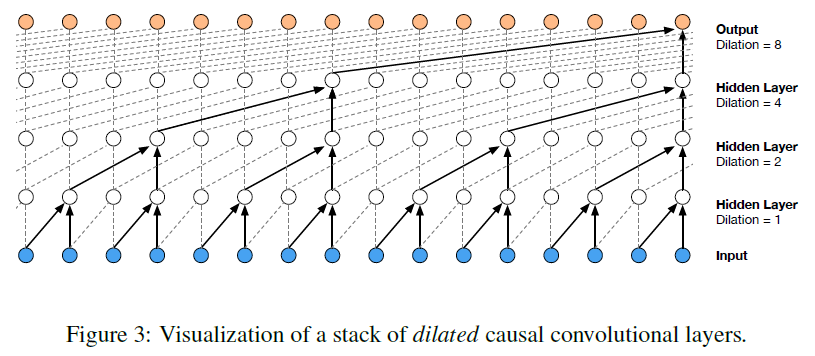 Output
Dilation = 8
Hidden Layer
Dilation = 4
Hidden Layer
Dilation = 2
Hidden Layer
Dilation = 1
Input
Figure 3: Visualization of a stack of dilated causal convolutional layers.